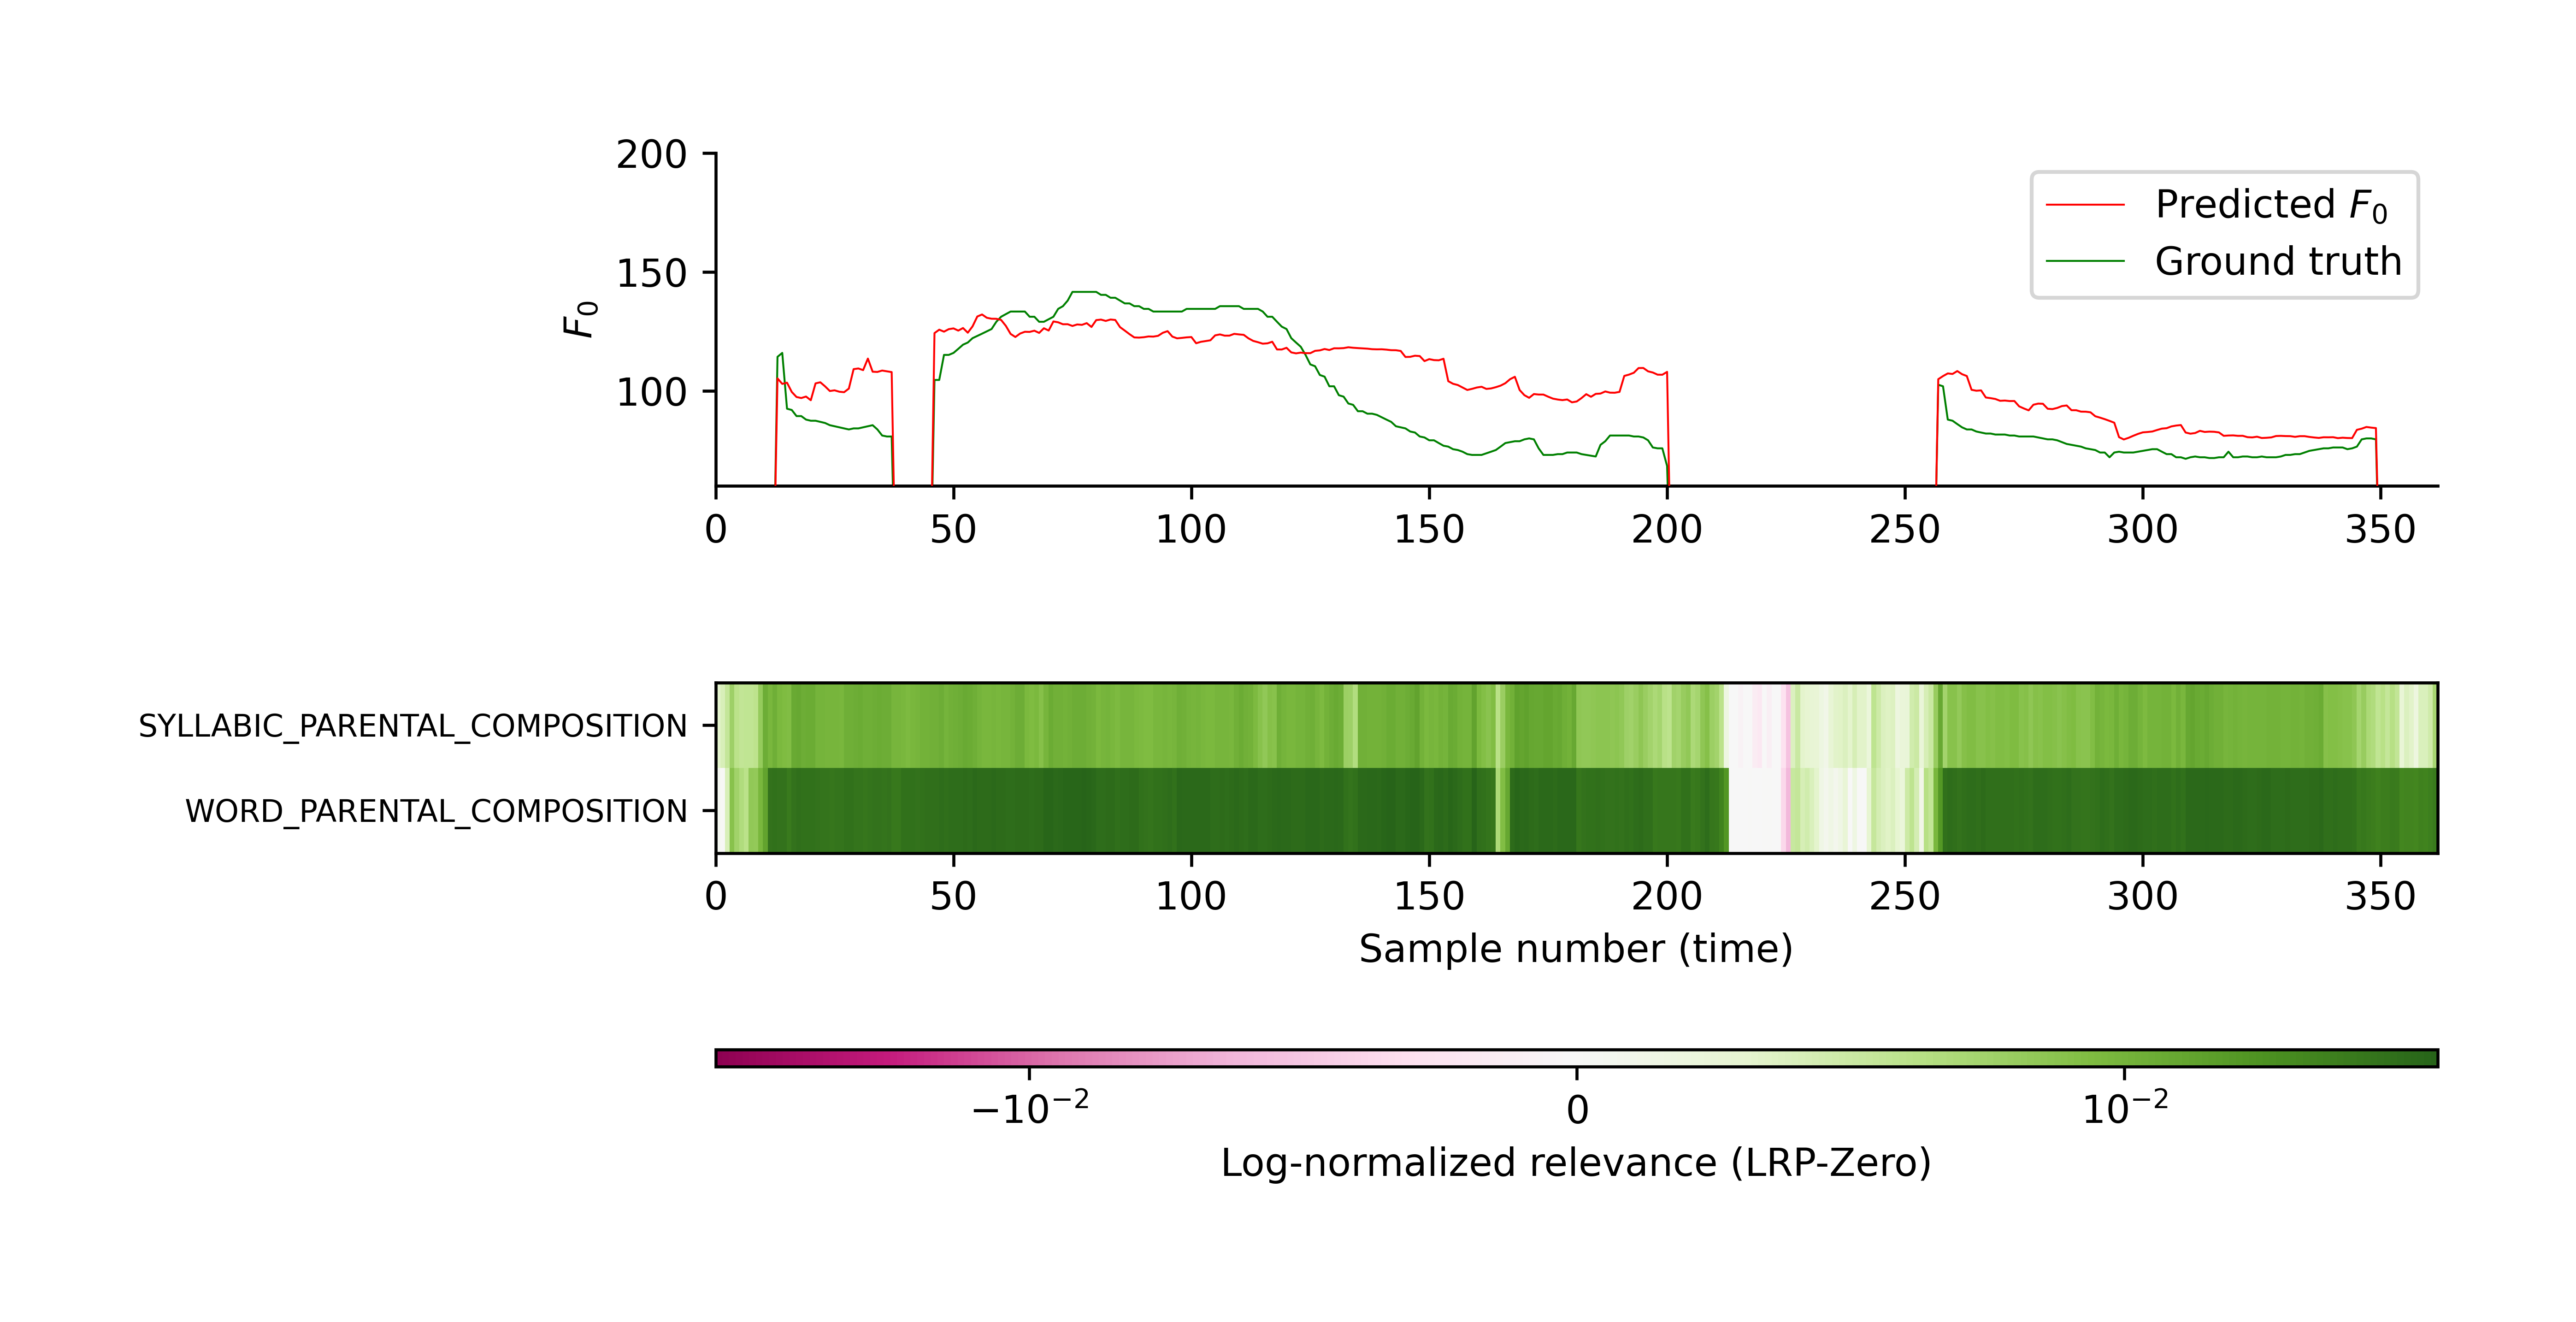 200
150
100
F₀
Predicted F₀
Ground truth
0 50 100 150 200 250 300 350
SYLLABIC_PARENTAL_COMPOSITION
WORD_PARENTAL_COMPOSITION
0 50 100 150 200 250 300 350
Sample number (time)
−10⁻² 0 10⁻²
Log-normalized relevance (LRP-Zero)